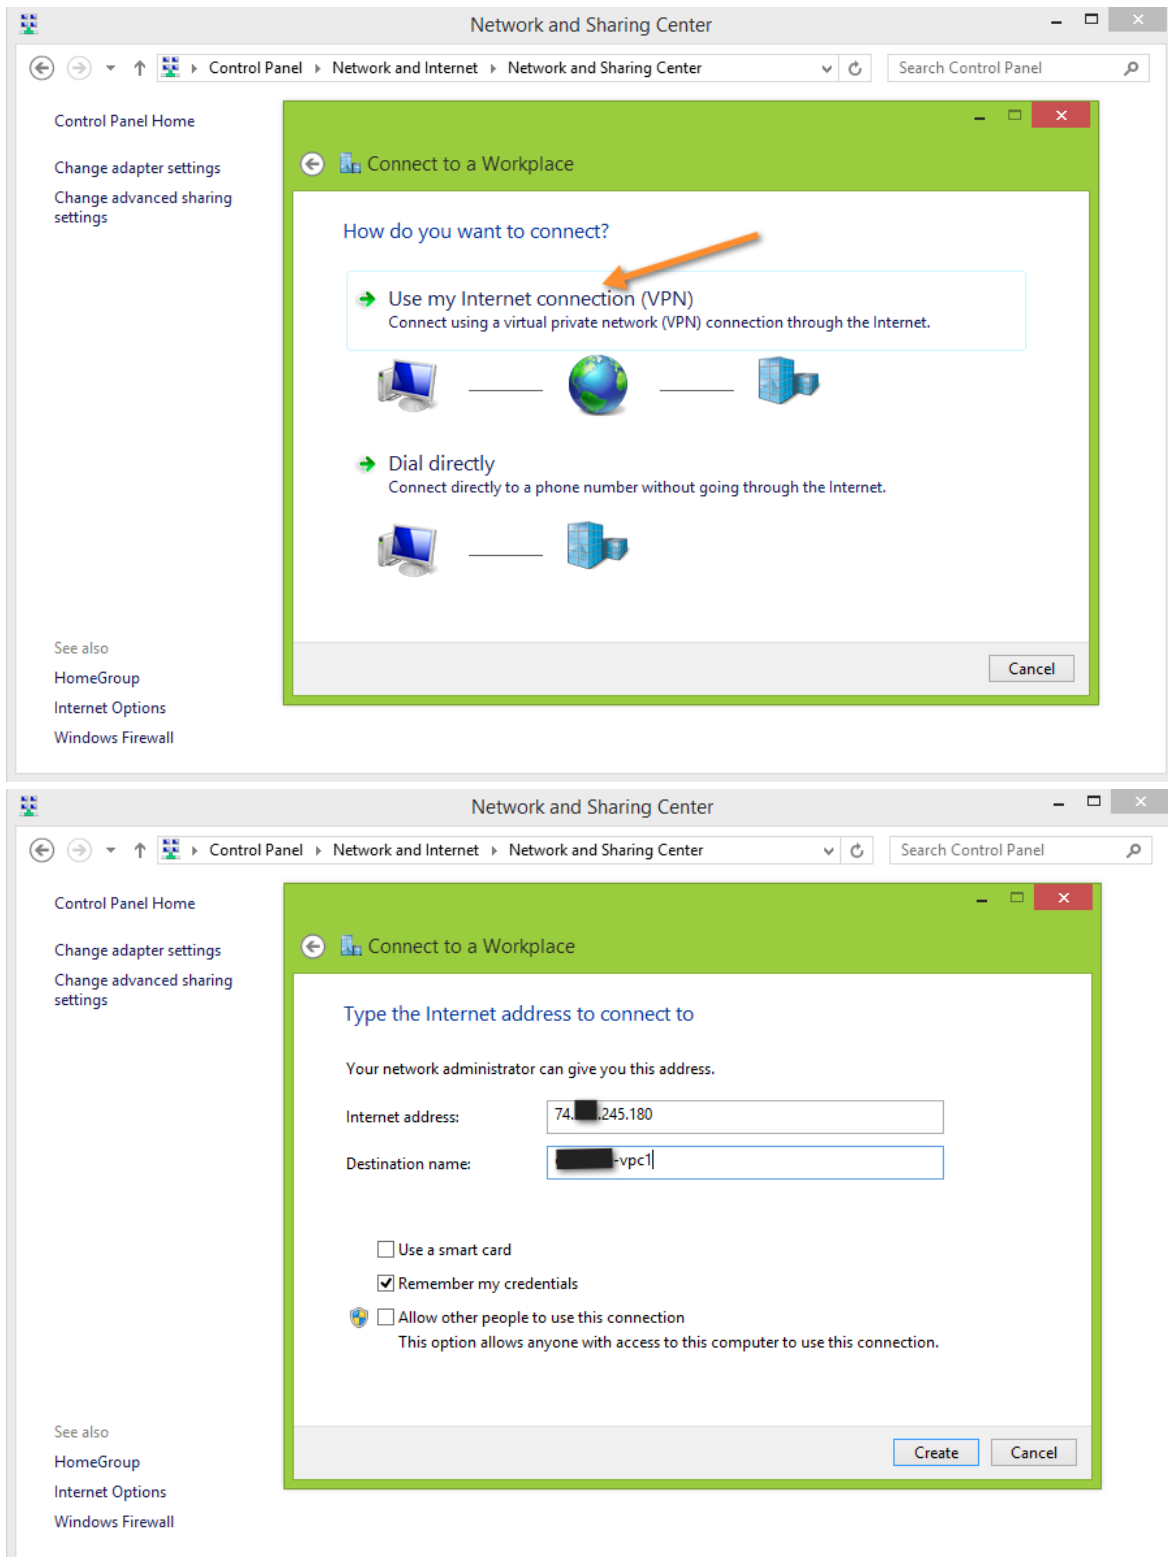 Network and Sharing Center
Control Panel Network and Internet Network and Sharing Center
Search Control Panel
Control Panel Home
Change adapter settings
Change advanced sharing
settings
Connect to a Workplace
How do you want to connect?
Use my Internet connection (VPN)
Connect using a virtual private network (VPN) connection through the Internet.
Dial directly
Connect directly to a phone number without going through the Internet.
Cancel
See also
HomeGroup
Internet Options
Windows Firewall
Network and Sharing Center
Control Panel Network and Internet Network and Sharing Center
Search Control Panel
Control Panel Home
Change adapter settings
Change advanced sharing
settings
Connect to a Workplace
Type the Internet address to connect to
Your network administrator can give you this address.
Internet address: 74. .245.180
Destination name: -vpc1
Use a smart card
Remember my credentials
Allow other people to use this connection
This option allows anyone with access to this computer to use this connection.
Create Cancel
See also
HomeGroup
Internet Options
Windows Firewall